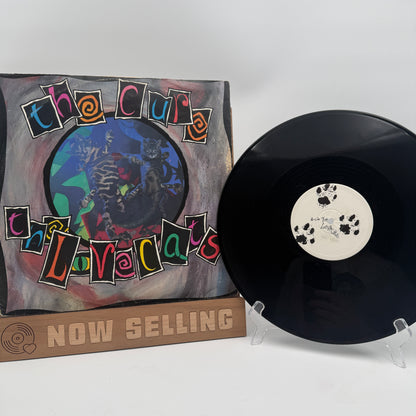 the cure
the Lovecats
NOW SELLING